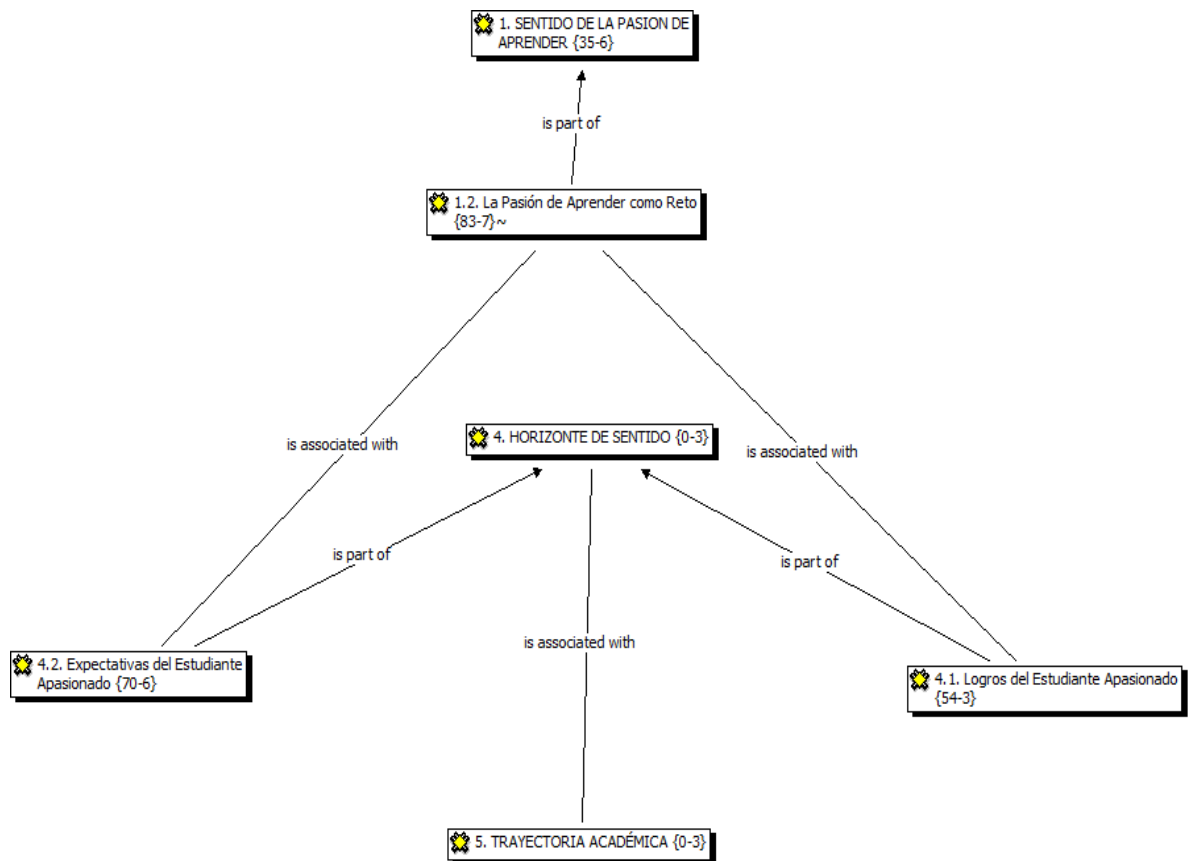 1. SENTIDO DE LA PASION DE
APRENDER {35-6}
is part of
1.2. La Pasión de Aprender como Reto
{83-7}~
is associated with
4. HORIZONTE DE SENTIDO {0-3}
is associated with
is part of
is part of
is associated with
4.2. Expectativas del Estudiante
Apasionado {70-6}
4.1. Logros del Estudiante Apasionado
{54-3}
5. TRAYECTORIA ACADÉMICA {0-3}